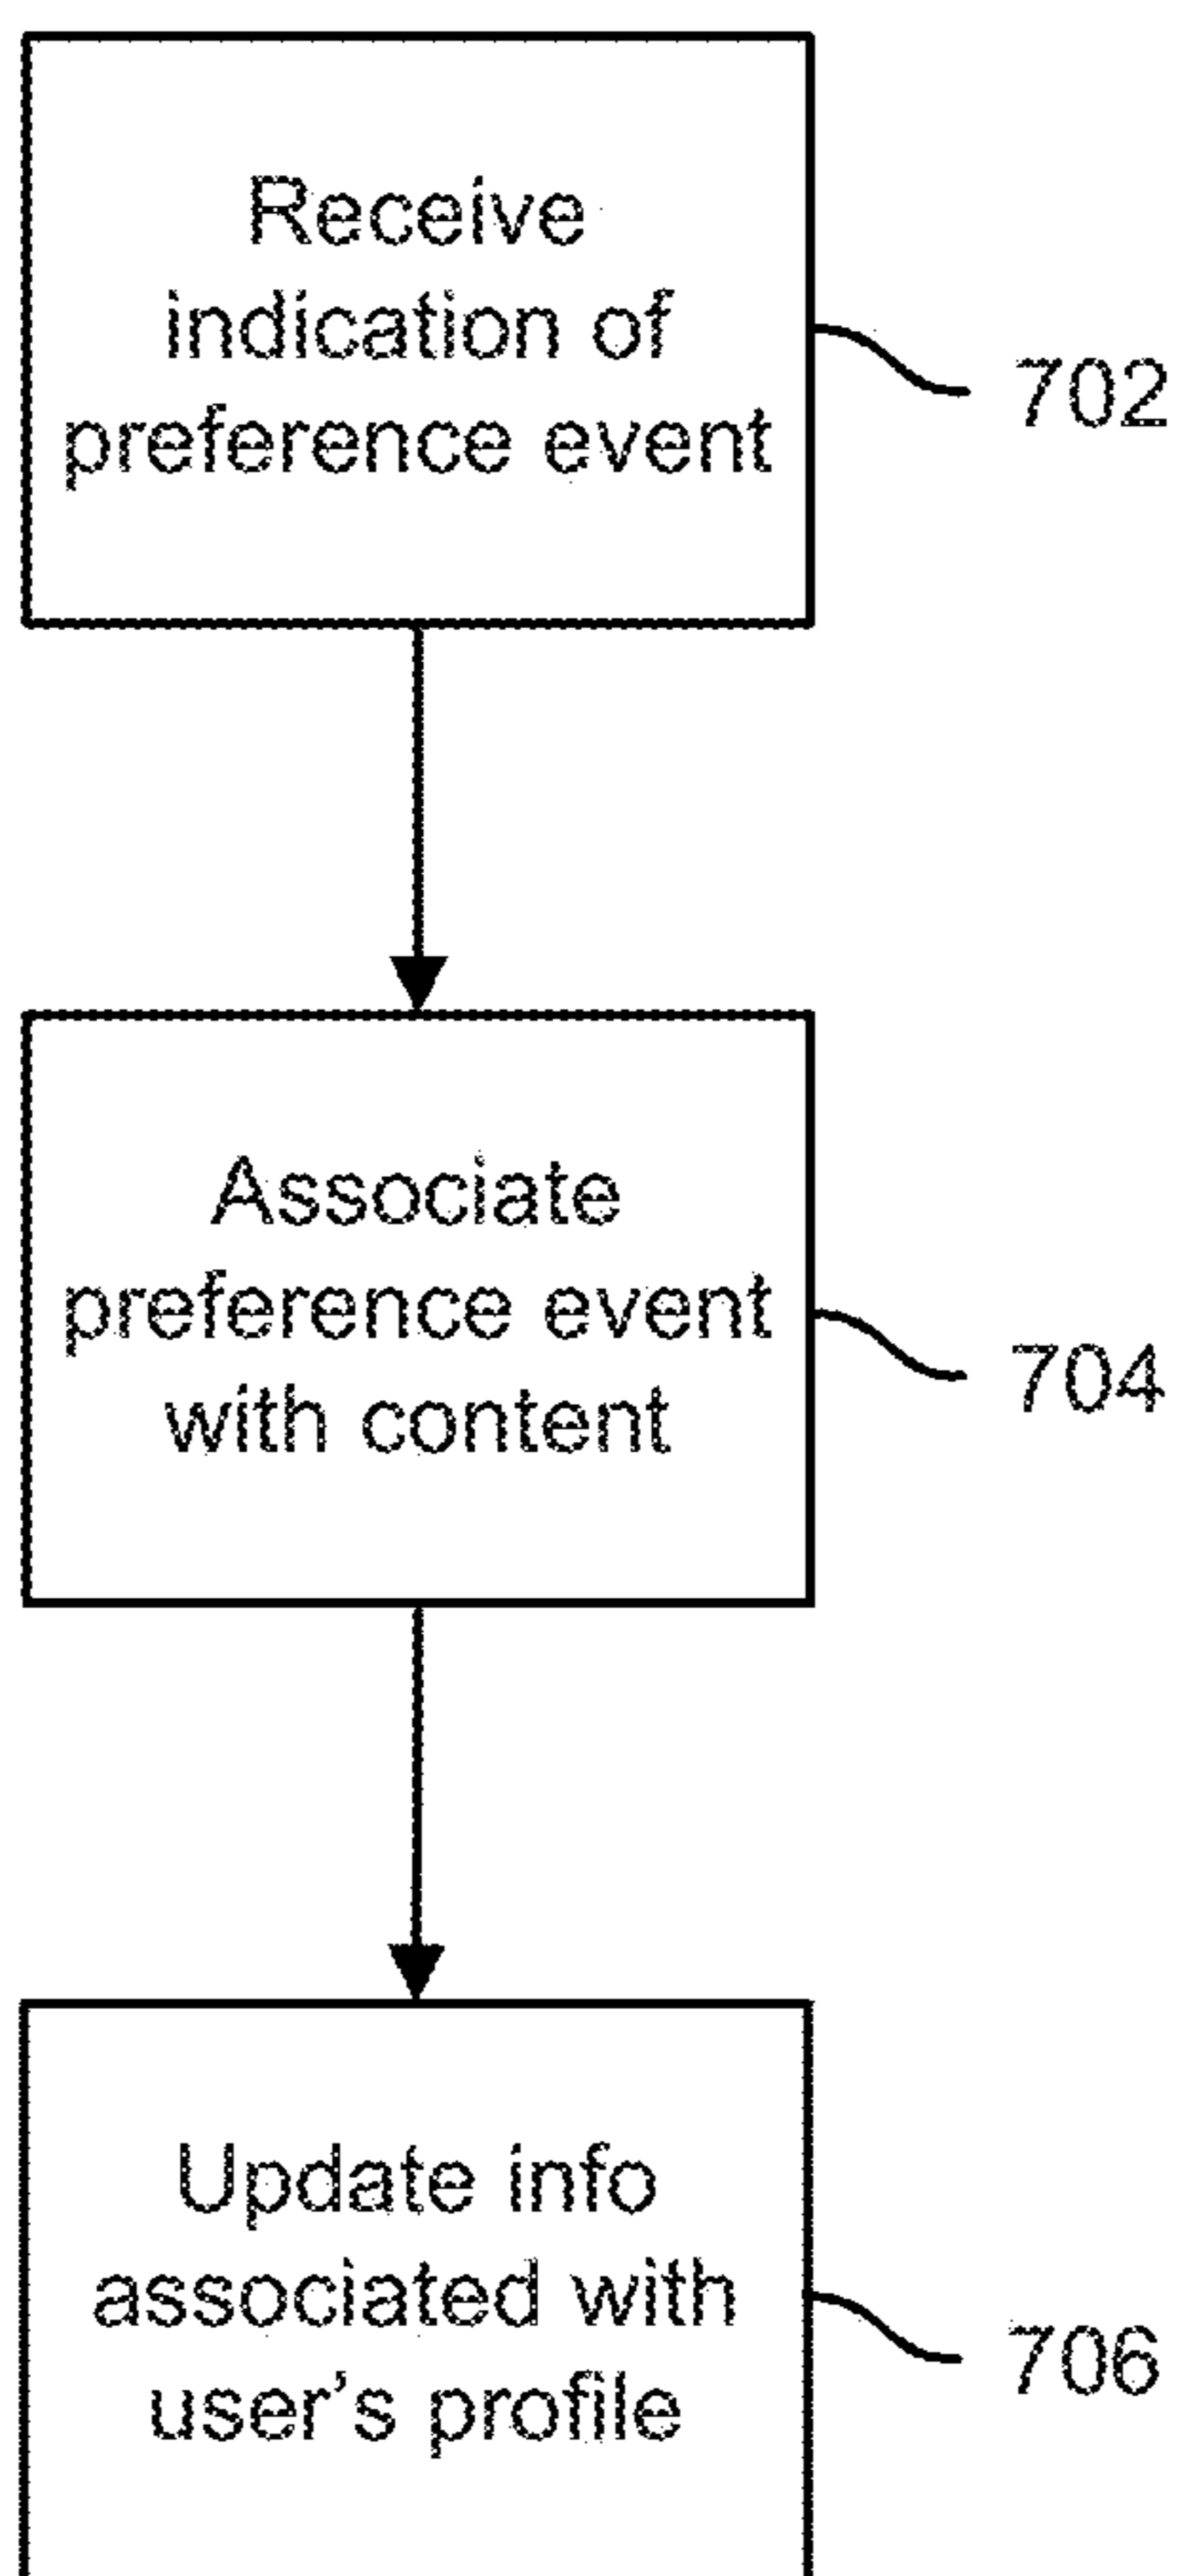 Receive
indication of
preference event
702
Associate
preference event
with content
704
Update info
associated with
user's profile
706